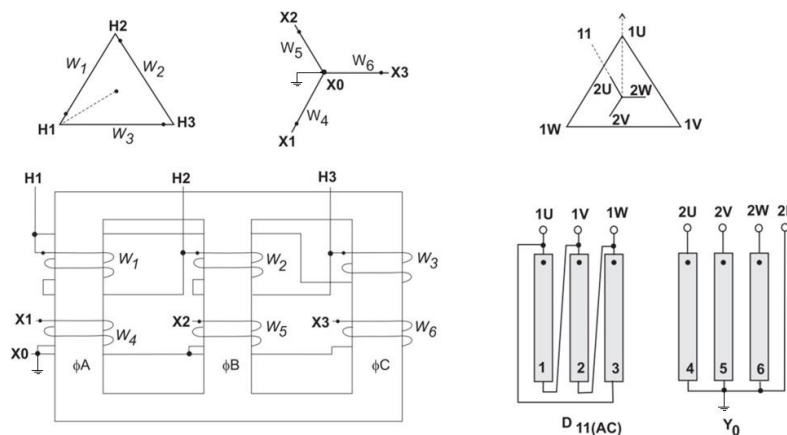 H2
W1
W2
H1
W3
H3
X2
W5
W6
X0
X3
W4
X1
11
1U
2U
2W
2V
1W
1V
H1
H2
H3
W1
W2
W3
X1
X2
X3
W4
W5
W6
X0
ϕA
ϕB
ϕC
1U 1V 1W
2U 2V 2W
1 2 3
4 5 6
D11(AC)
Y0